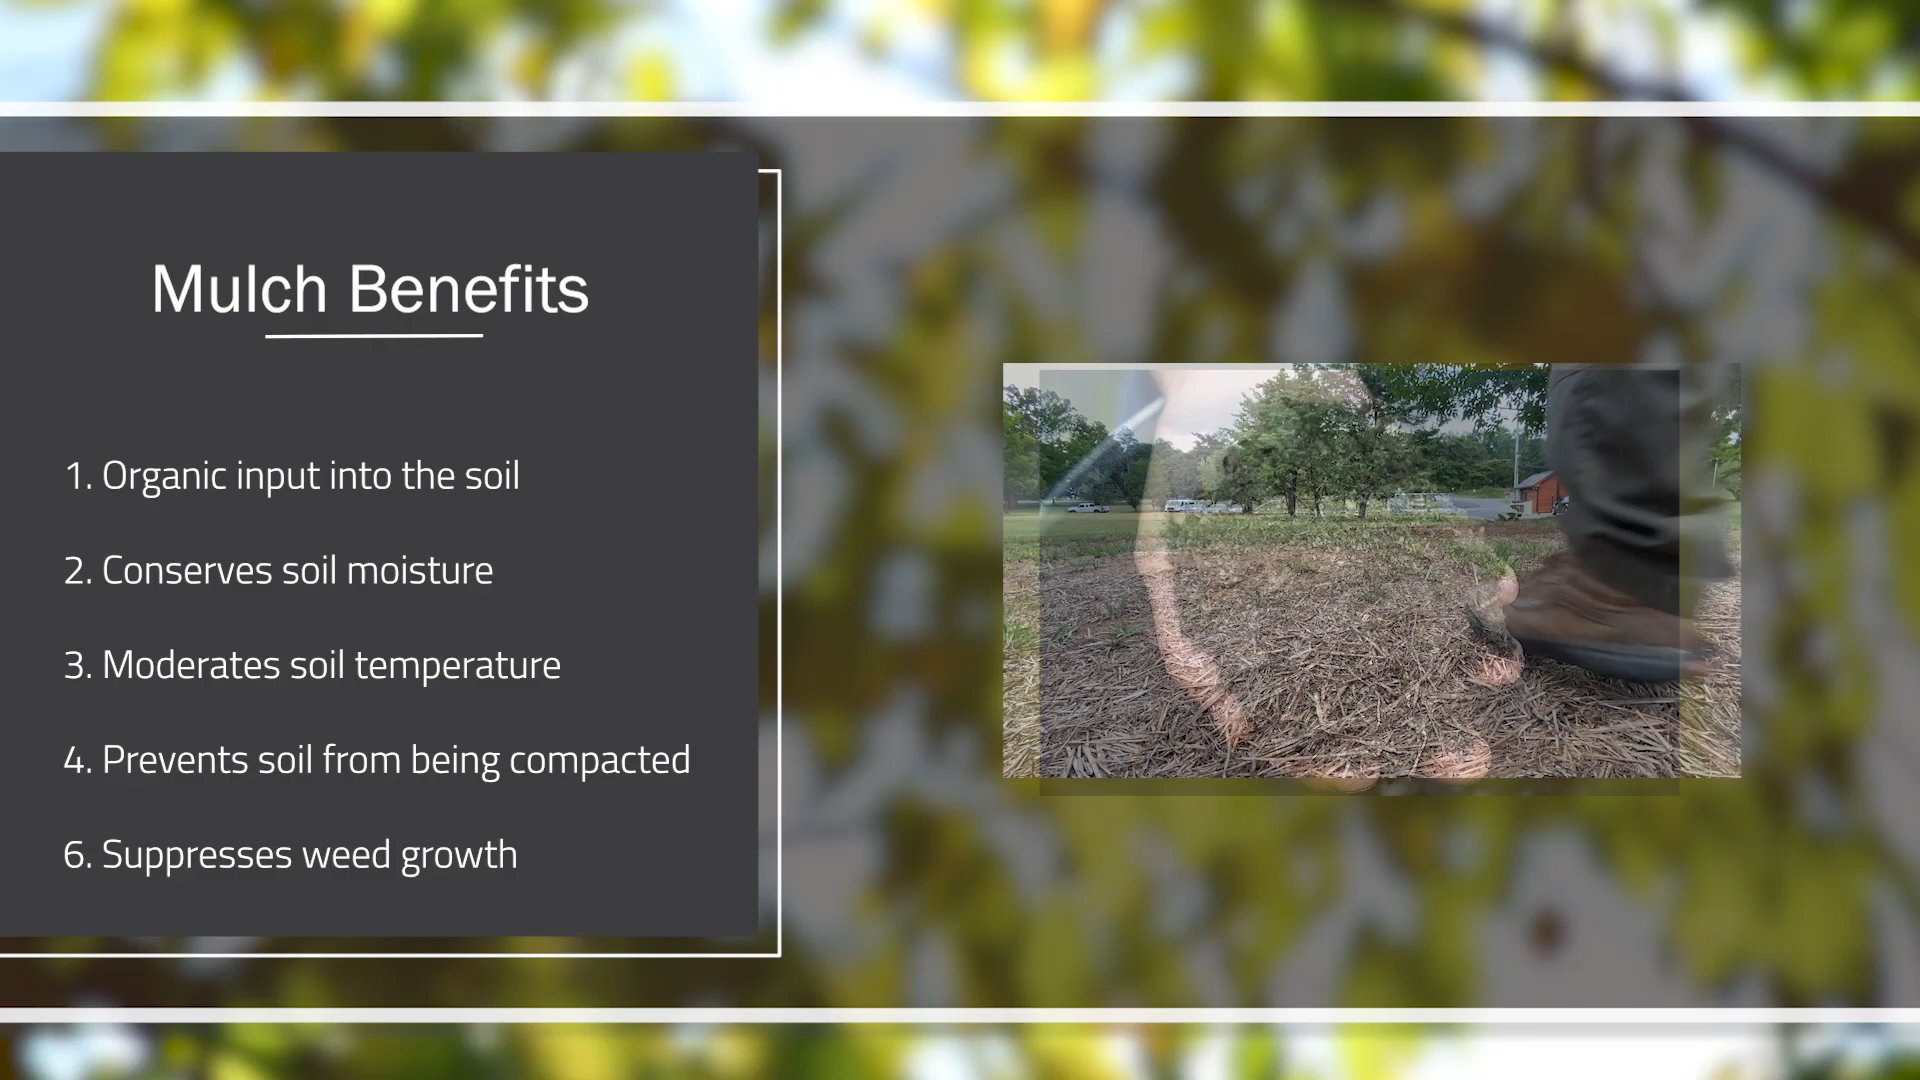 Mulch Benefits
1. Organic input into the soil
2. Conserves soil moisture
3. Moderates soil temperature
4. Prevents soil from being compacted
6. Suppresses weed growth